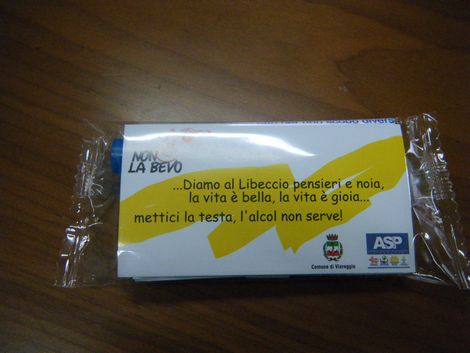 NON
LA BEVO
...Diamo al Libeccio pensieri e noia,
la vita è bella, la vita è gioia...
mettici la testa, l'alcol non serve!
Comune di Viareggio
ASP